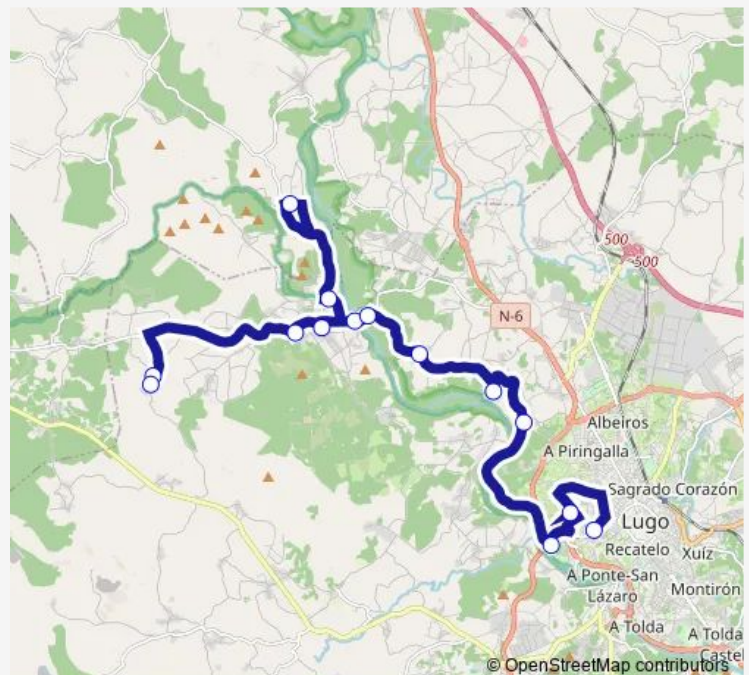 500
500
N-6
Albeiros
A Piringalla
Sagrado Corazón
Lugo
Recatelo
Xuíz
A Ponte-San
Lázaro
Montirón
A Tolda
A Tolda
Castel
© OpenStreetMap contributors